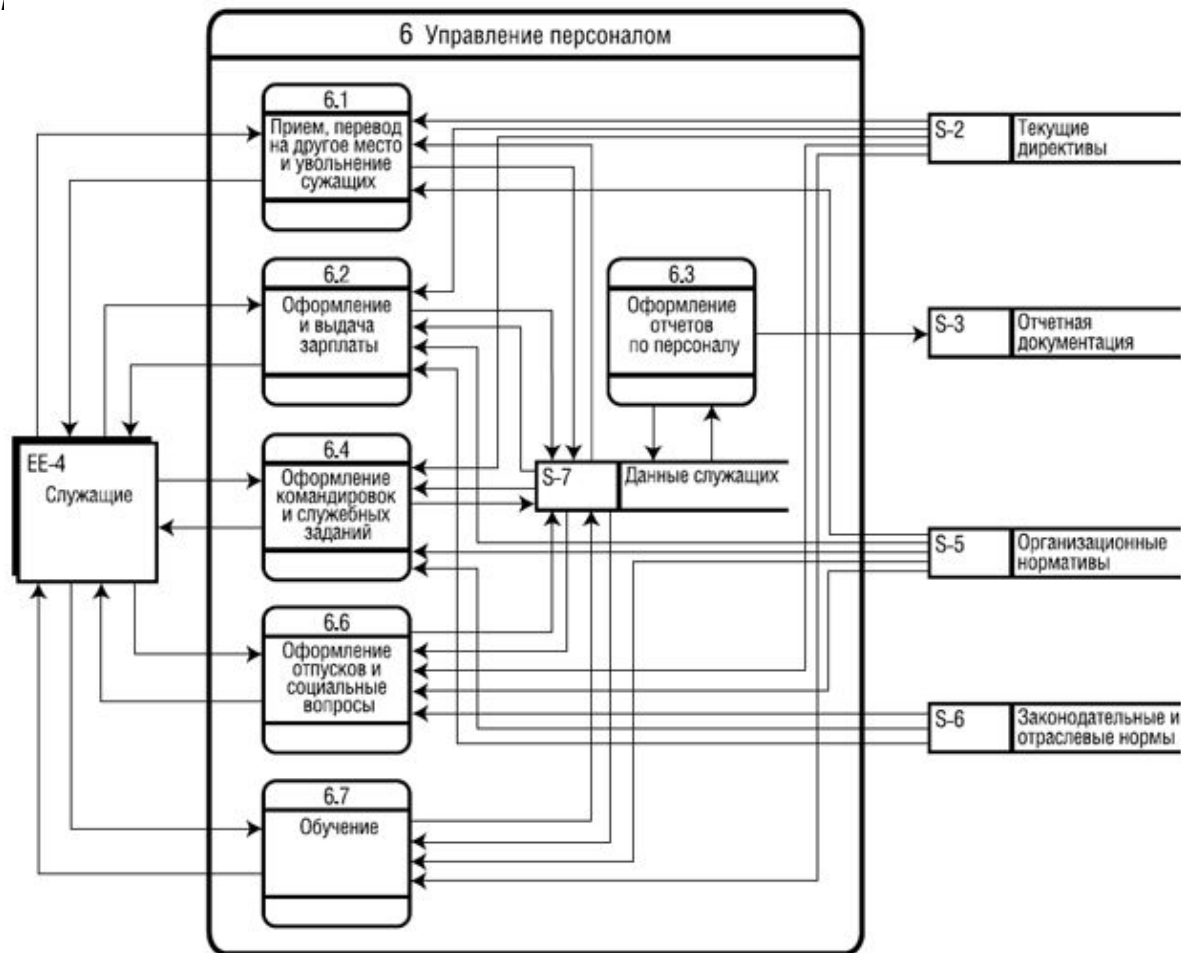 6 Управление персоналом
6.1
Прием, перевод
на другое место
и увольнение
сужащих
S-2
Текущие
директивы
6.2
Оформление
и выдача
зарплаты
6.3
Оформление
отчетов
по персоналу
S-3
Отчетная
документация
EE-4
Служащие
6.4
Оформление
командировок
и служебных
заданий
S-7
Данные служащих
S-5
Организационные
нормативы
6.6
Оформление
отпусков и
социальные
вопросы
S-6
Законодательные и
отраслевые нормы
6.7
Обучение